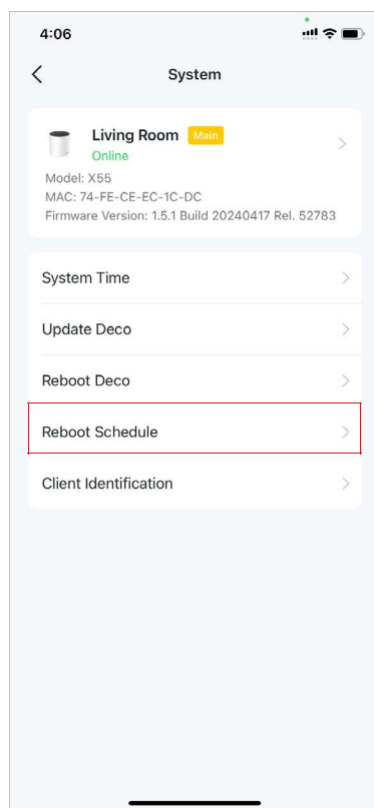 4:06
System
Living Room Main
Online
Model: X55
MAC: 74-FE-CE-EC-1C-DC
Firmware Version: 1.5.1 Build 20240417 Rel. 52783
System Time
Update Deco
Reboot Deco
Reboot Schedule
Client Identification